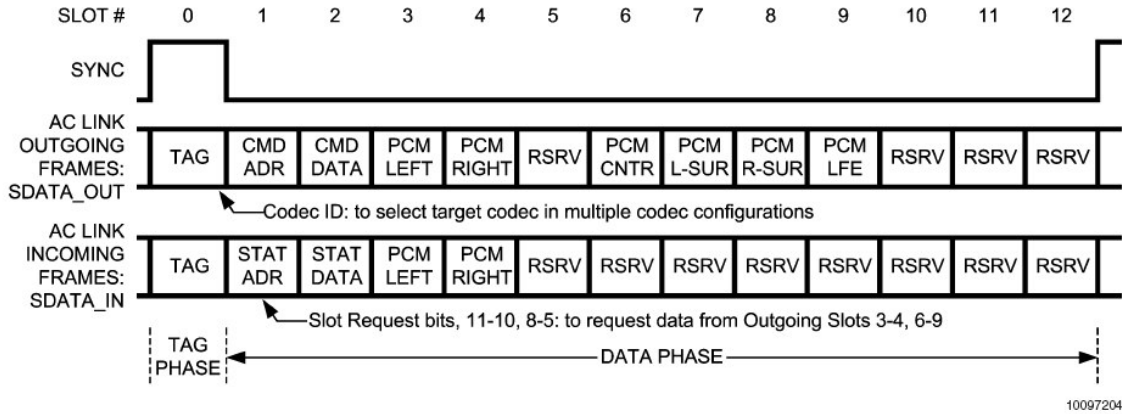 SLOT # 0 1 2 3 4 5 6 7 8 9 10 11 12
SYNC
AC LINK
OUTGOING
FRAMES:
SDATA_OUT
TAG
CMD
ADR
CMD
DATA
PCM
LEFT
PCM
RIGHT
RSRV
PCM
CNTR
PCM
L-SUR
PCM
R-SUR
PCM
LFE
RSRV
RSRV
RSRV
Codec ID: to select target codec in multiple codec configurations
AC LINK
INCOMING
FRAMES:
SDATA_IN
TAG
STAT
ADR
STAT
DATA
PCM
LEFT
PCM
RIGHT
RSRV
RSRV
RSRV
RSRV
RSRV
RSRV
RSRV
RSRV
Slot Request bits, 11-10, 8-5: to request data from Outgoing Slots 3-4, 6-9
TAG
PHASE
DATA PHASE
10097204